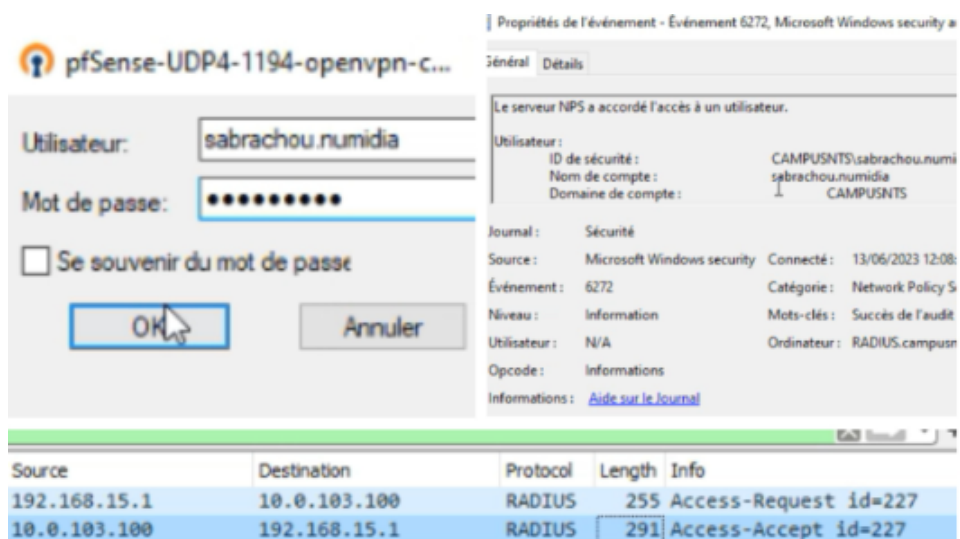 pfSense-UDP4-1194-openvpn-c...
Utilisateur: sabrachou.numidia
Mot de passe: •••••••••
Se souvenir du mot de passe
OK Annuler
Propriétés de l'événement - Événement 6272, Microsoft Windows security a
Général Détails
Le serveur NPS a accordé l'accès à un utilisateur.
Utilisateur :
ID de sécurité : CAMPUSNTS\sabrachou.numi
Nom de compte : sabrachou.numidia
Domaine de compte : CAMPUSNTS
Journal : Sécurité
Source : Microsoft Windows security Connecté : 13/06/2023 12:08:
Événement : 6272 Catégorie : Network Policy S
Niveau : Information Mots-clés : Succès de l'audit
Utilisateur : N/A Ordinateur : RADIUS.campusn
Opcode : Informations
Informations : Aide sur le Journal
Source Destination Protocol Length Info
192.168.15.1 10.0.103.100 RADIUS 255 Access-Request id=227
10.0.103.100 192.168.15.1 RADIUS 291 Access-Accept id=227